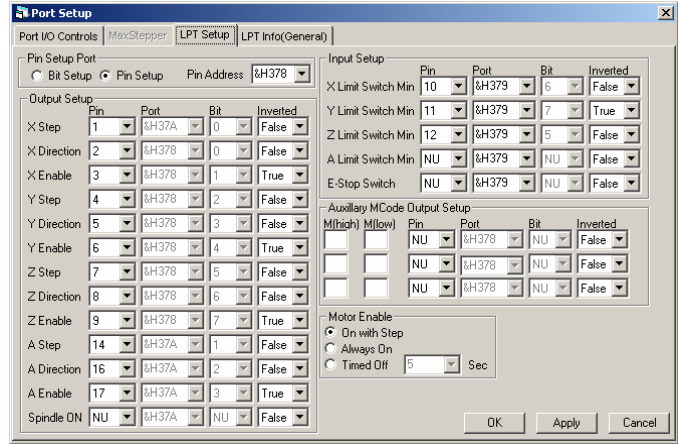 Port Setup
Port I/O Controls MaxStepper LPT Setup LPT Info(General)
Pin Setup Port
Bit Setup Pin Setup Pin Address &H378
Output Setup
Pin Port Bit Inverted
X Step 1 &H37A 0 False
X Direction 2 &H378 0 False
X Enable 3 &H378 1 True
Y Step 4 &H378 2 False
Y Direction 5 &H378 3 False
Y Enable 6 &H378 4 True
Z Step 7 &H378 5 False
Z Direction 8 &H378 6 False
Z Enable 9 &H378 7 True
A Step 14 &H37A 1 False
A Direction 16 &H37A 2 False
A Enable 17 &H37A 3 True
Spindle ON NU &H37A NU False
Input Setup
Pin Port Bit Inverted
X Limit Switch Min 10 &H379 6 False
Y Limit Switch Min 11 &H379 7 True
Z Limit Switch Min 12 &H379 5 False
A Limit Switch Min NU &H379 NU False
E-Stop Switch NU &H379 NU False
Auxillary MCode Output Setup
M(high) M(low) Pin Port Bit Inverted
NU &H378 NU False
NU &H378 NU False
NU &H378 NU False
Motor Enable
On with Step
Always On
Timed Off 5 Sec
OK Apply Cancel